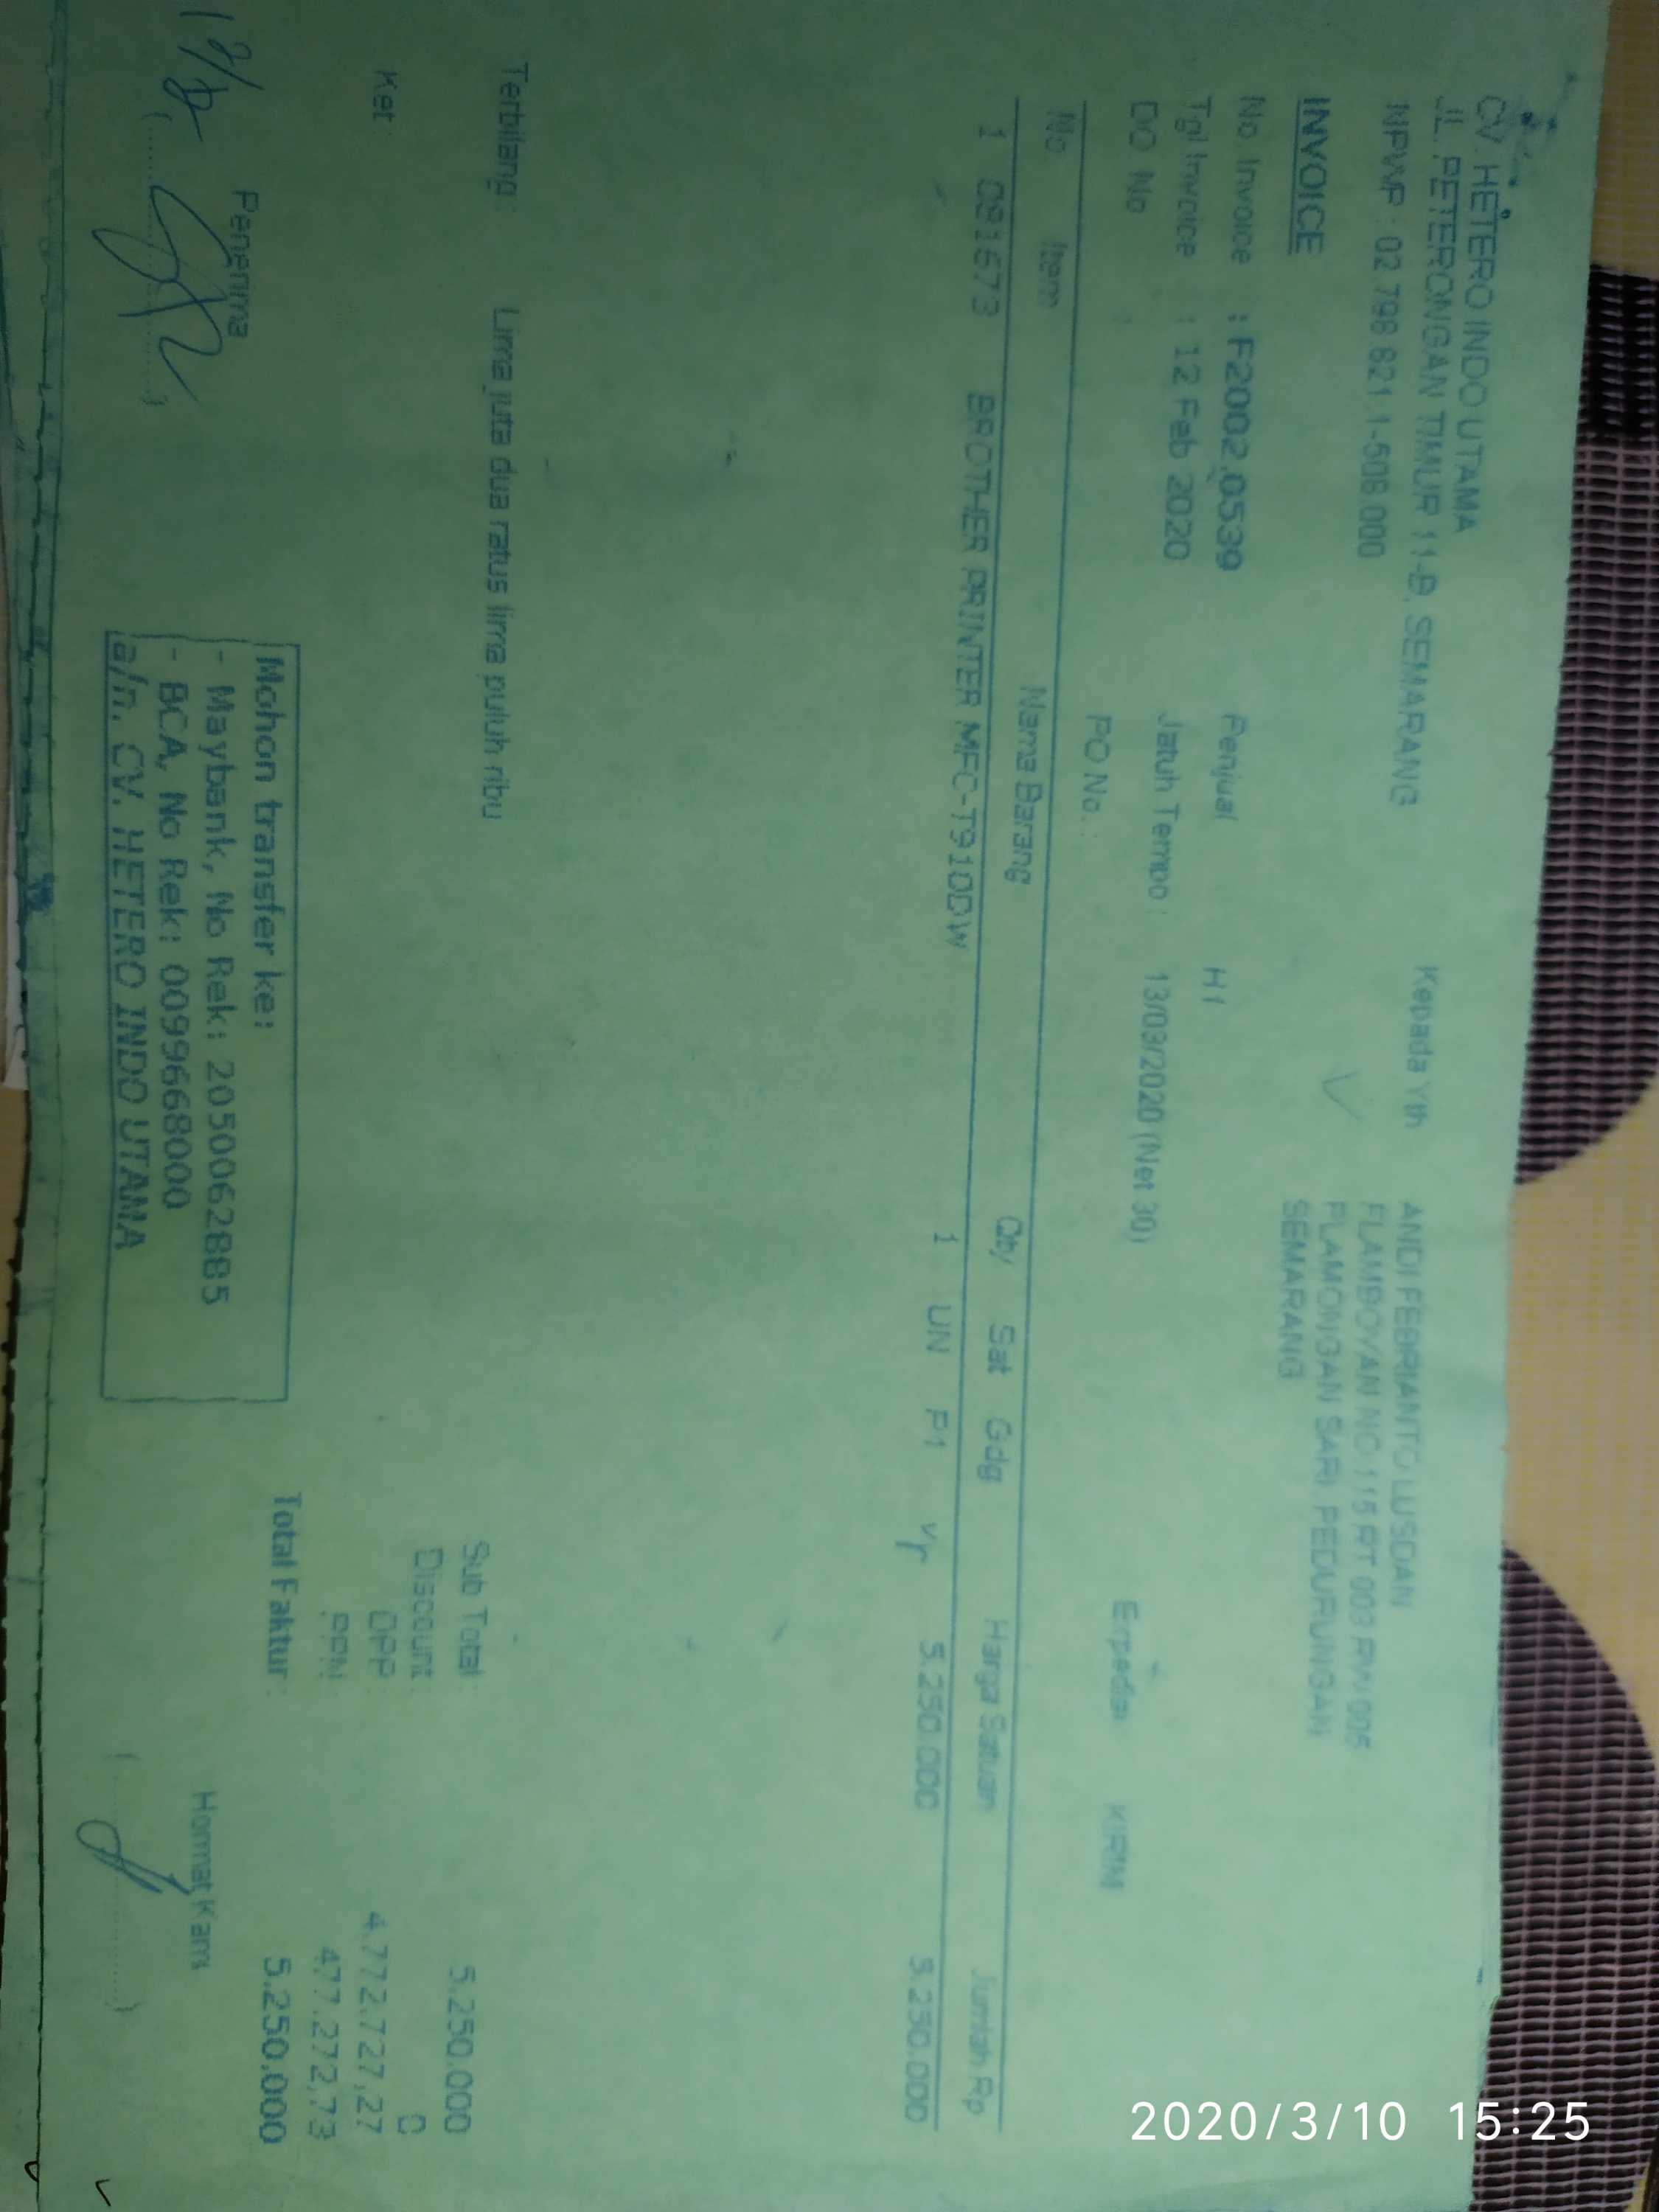 CV. HETERO INDO UTAMA
JL. PETERONGAN TIMUR 11-B, SEMARANG
NPWP : 02.798.821.1-508.000
Kepada Yth
ANDI FEBRIANTO LUSDAN
FLAMBOYAN NO 115 RT 003 RW 006
PLAMONGAN SARI, PEDURUNGAN
SEMARANG
INVOICE
No. Invoice : F2002.0539 Penjual H1
Tgl Invoice : 12 Feb 2020 Jatuh Tempo : 13/03/2020 (Net 30)
DO No : PO No. : Expedisi KIRIM
No Item Nama Barang Qty Sat Gdg Harga Satuan Jumlah Rp
1 081673 BROTHER PRINTER MFC-T910DW 1 UN P1 5.250.000 5.250.000
Terbilang : Lima juta dua ratus lima puluh ribu
Sub Total : 5.250.000
Discount : 0
Ket : DPP : 4.772.727,27
PPN : 477.272,73
Total Faktur : 5.250.000
Mohon transfer ke:
- Maybank, No Rek: 2050062885
- BCA, No Rek: 0099668000
a/n. CV. HETERO INDO UTAMA
Penerima
Hormat Kami
2020/3/10 15:25